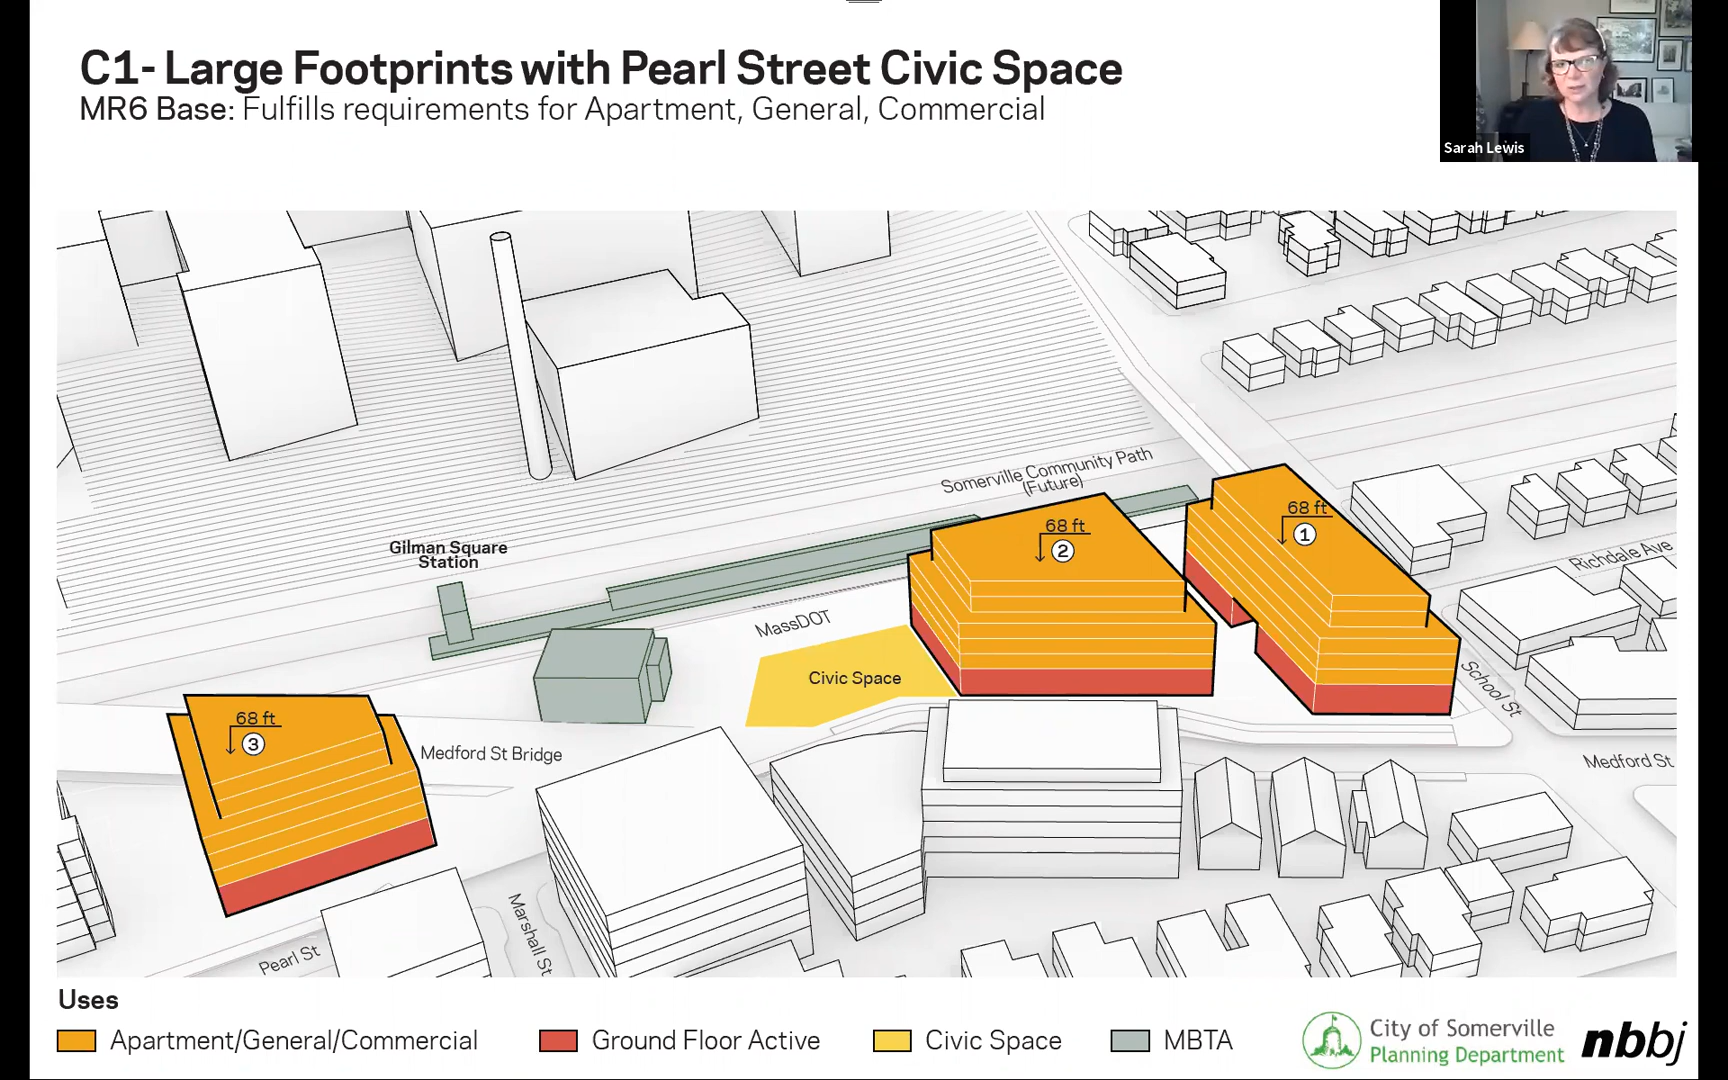 C1- Large Footprints with Pearl Street Civic Space
MR6 Base: Fulfills requirements for Apartment, General, Commercial
Sarah Lewis
Somerville Community Path
(Future)
68 ft
1
68 ft
2
Gilman Square
Station
Richdale Ave
MassDOT
Civic Space
School St
68 ft
3
Medford St Bridge
Medford St
Marshall St
Pearl St
Uses
Apartment/General/Commercial
Ground Floor Active
Civic Space
MBTA
City of Somerville
Planning Department
nbbj